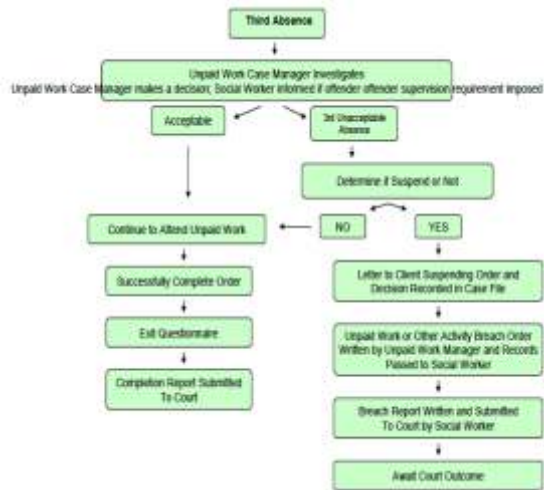 Third Absence
Unpaid Work Case Manager Investigates
Unpaid Work Case Manager makes a decision; Social Worker informed if offender offender supervision requirement imposed
Acceptable
3rd Unacceptable
Absence
Determine if Suspend or Not
Continue to Attend Unpaid Work
NO
YES
Successfully Complete Order
Letter to Client Suspending Order and
Decision Recorded in Case File
Exit Questionnaire
Unpaid Work or Other Activity Breach Order
Written by Unpaid Work Manager and Records
Passed to Social Worker
Completion Report Submitted
To Court
Breach Report Written and Submitted
To Court by Social Worker
Await Court Outcome